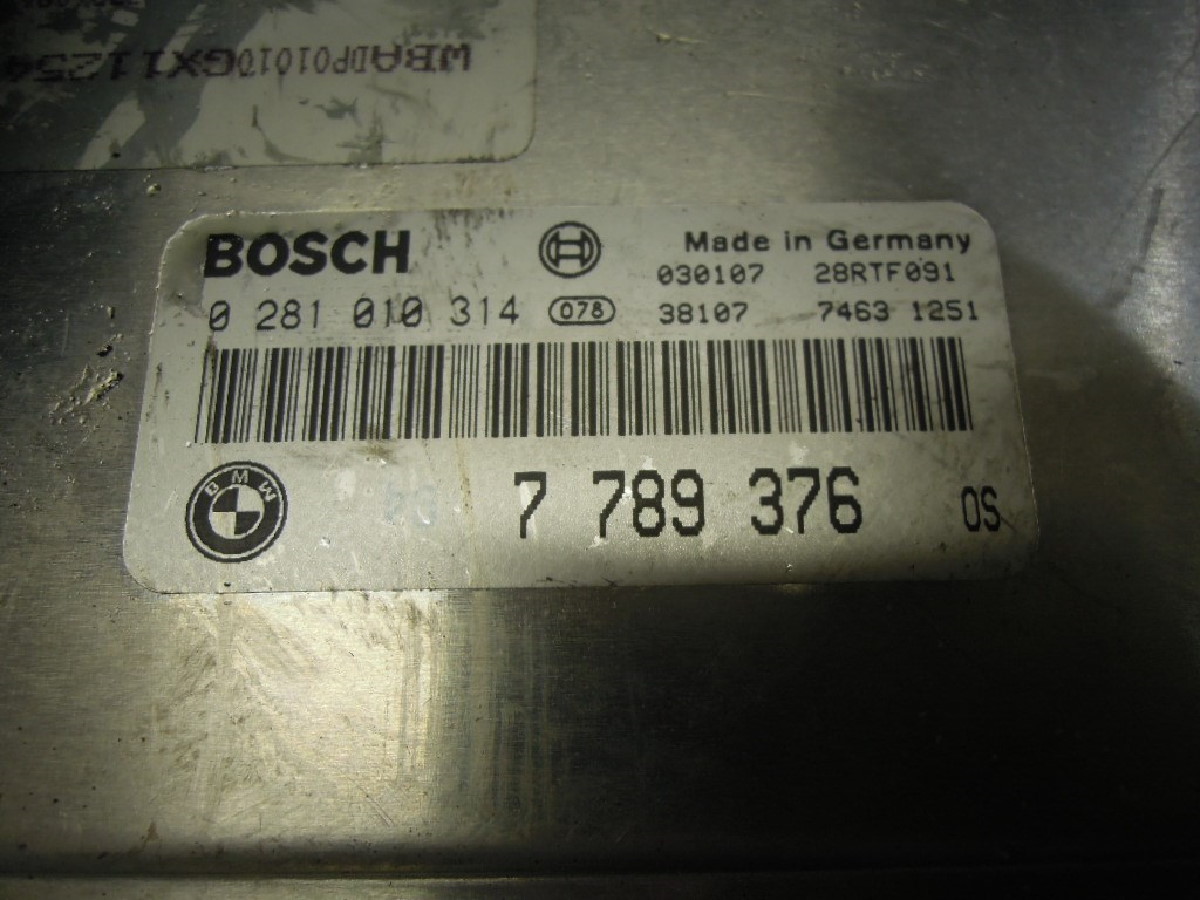 WBADP01010GX11254
BOSCH
Made in Germany
030107 28RTF091
0 281 010 314 078 38107 7463 1251
BMW
7 789 376 OS